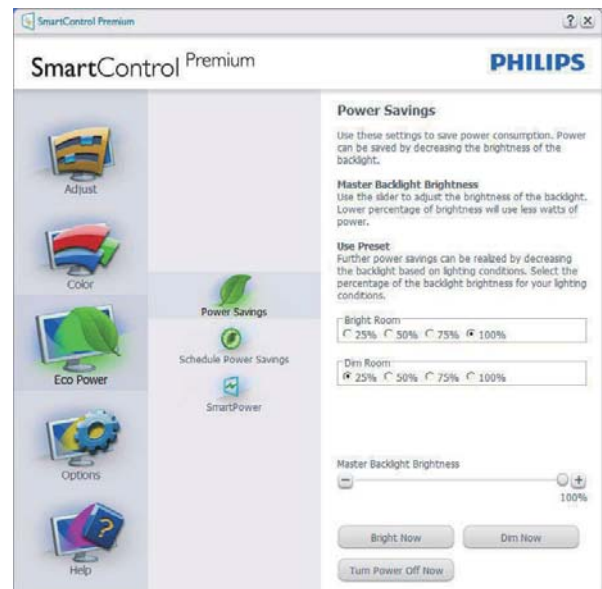 SmartControl Premium
? x
SmartControl Premium
PHILIPS
Adjust
Color
Eco Power
Options
Help
Power Savings
Schedule Power Savings
SmartPower
Power Savings
Use these settings to save power consumption. Power
can be saved by decreasing the brightness of the
backlight.
Master Backlight Brightness
Use the slider to adjust the brightness of the backlight.
Lower percentage of brightness will use less watts of
power.
Use Preset
Further power savings can be realized by decreasing
the backlight based on lighting conditions. Select the
percentage of the backlight brightness for your lighting
conditions.
Bright Room
25% 50% 75% 100%
Dim Room
25% 50% 75% 100%
Master Backlight Brightness
− +
100%
Bright Now
Dim Now
Turn Power Off Now